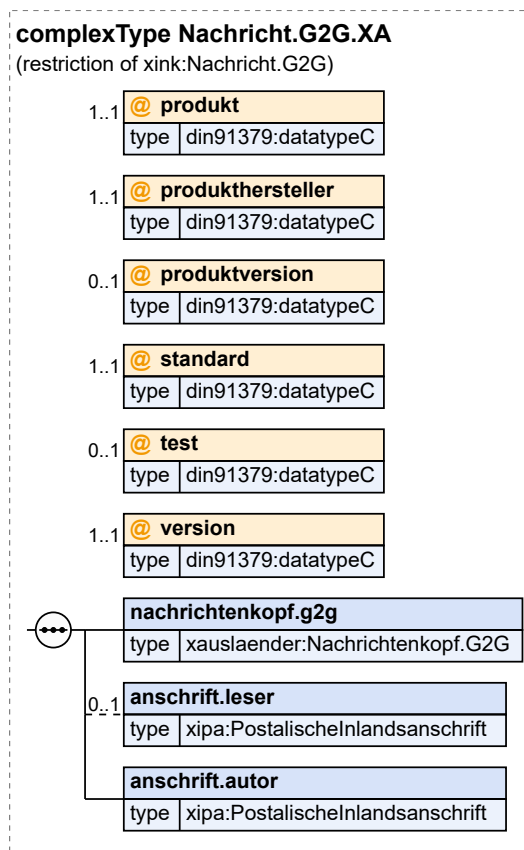 complexType Nachricht.G2G.XA
(restriction of xink:Nachricht.G2G)
1..1 @ produkt
type din91379:datatypeC
1..1 @ produkthersteller
type din91379:datatypeC
0..1 @ produktversion
type din91379:datatypeC
1..1 @ standard
type din91379:datatypeC
0..1 @ test
type din91379:datatypeC
1..1 @ version
type din91379:datatypeC
nachrichtenkopf.g2g
type xauslaender:Nachrichtenkopf.G2G
0..1 anschrift.leser
type xipa:PostalischeInlandsanschrift
anschrift.autor
type xipa:PostalischeInlandsanschrift